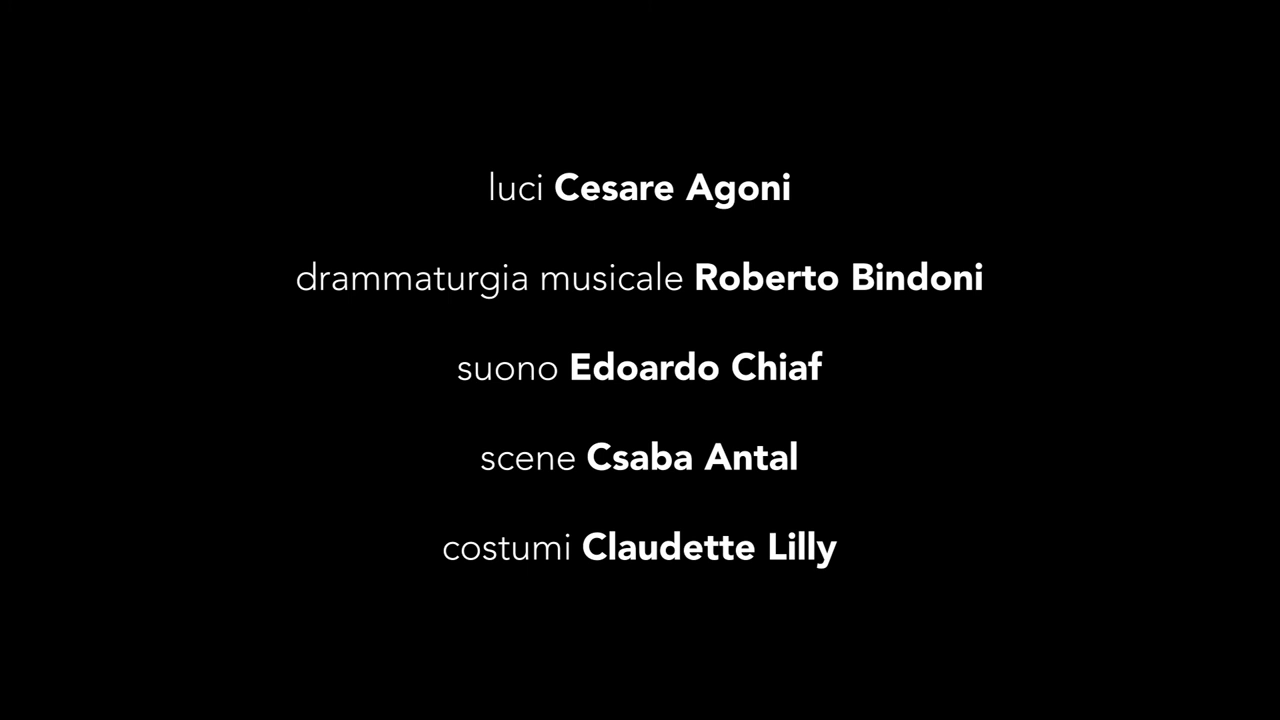 luci Cesare Agoni
drammaturgia musicale Roberto Bindoni
suono Edoardo Chiaf
scene Csaba Antal
costumi Claudette Lilly